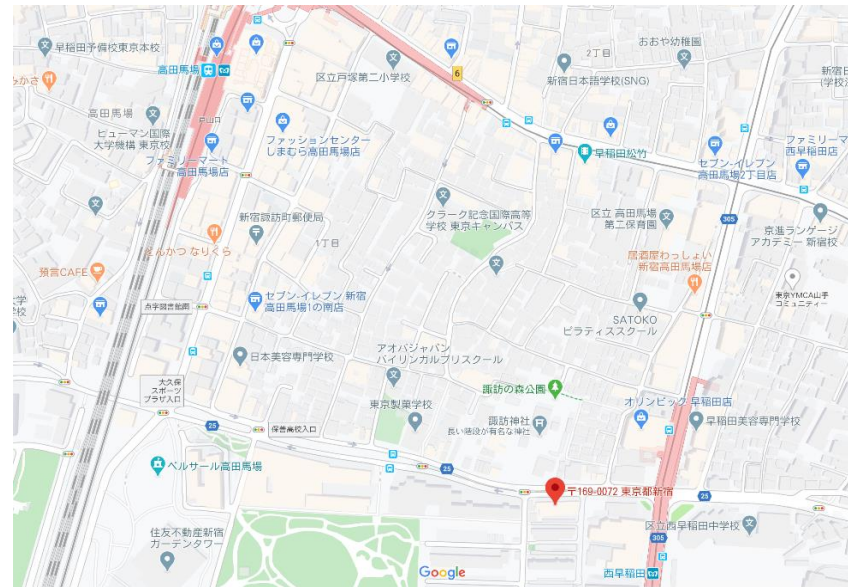 早稲田予備校東京本校
高田馬場
みかさ
高田馬場
ヒューマン国際
大学機構 東京校
ファミリーマート
高田馬場店
区立戸塚第二小学校
ファッションセンター
しまむら高田馬場店
6
2丁目
おおや幼稚園
新宿日本語学校(SNG)
新宿日
早稲田松竹
セブン-イレブン
高田馬場2丁目店
ファミリーマ
西早稲田店
クラーク記念国際高等
学校 東京キャンパス
区立 高田馬場
第二保育園
305
京進ランゲージ
アカデミー 新宿校
新宿諏訪町郵便局
1丁目
とんかつ なりくら
預言CAFE
居酒屋わっしょい
新宿高田馬場店
東京YMCA山手
コミュニティー
点字図書館前
セブン-イレブン 新宿
高田馬場1の南店
SATOKO
ピラティススクール
日本美容専門学校
アオバジャパン
バイリンガルプリスクール
大久保
スポーツ
プラザ入口
諏訪の森公園
オリンピック 早稲田店
東京製菓学校
諏訪神社
長い階段が有名な神社
早稲田美容専門学校
25
保善高校入口
ベルサール高田馬場
25
〒169-0072 東京都新宿
25
住友不動産新宿
ガーデンタワー
区立西早稲田中学校
305
Google
西早稲田